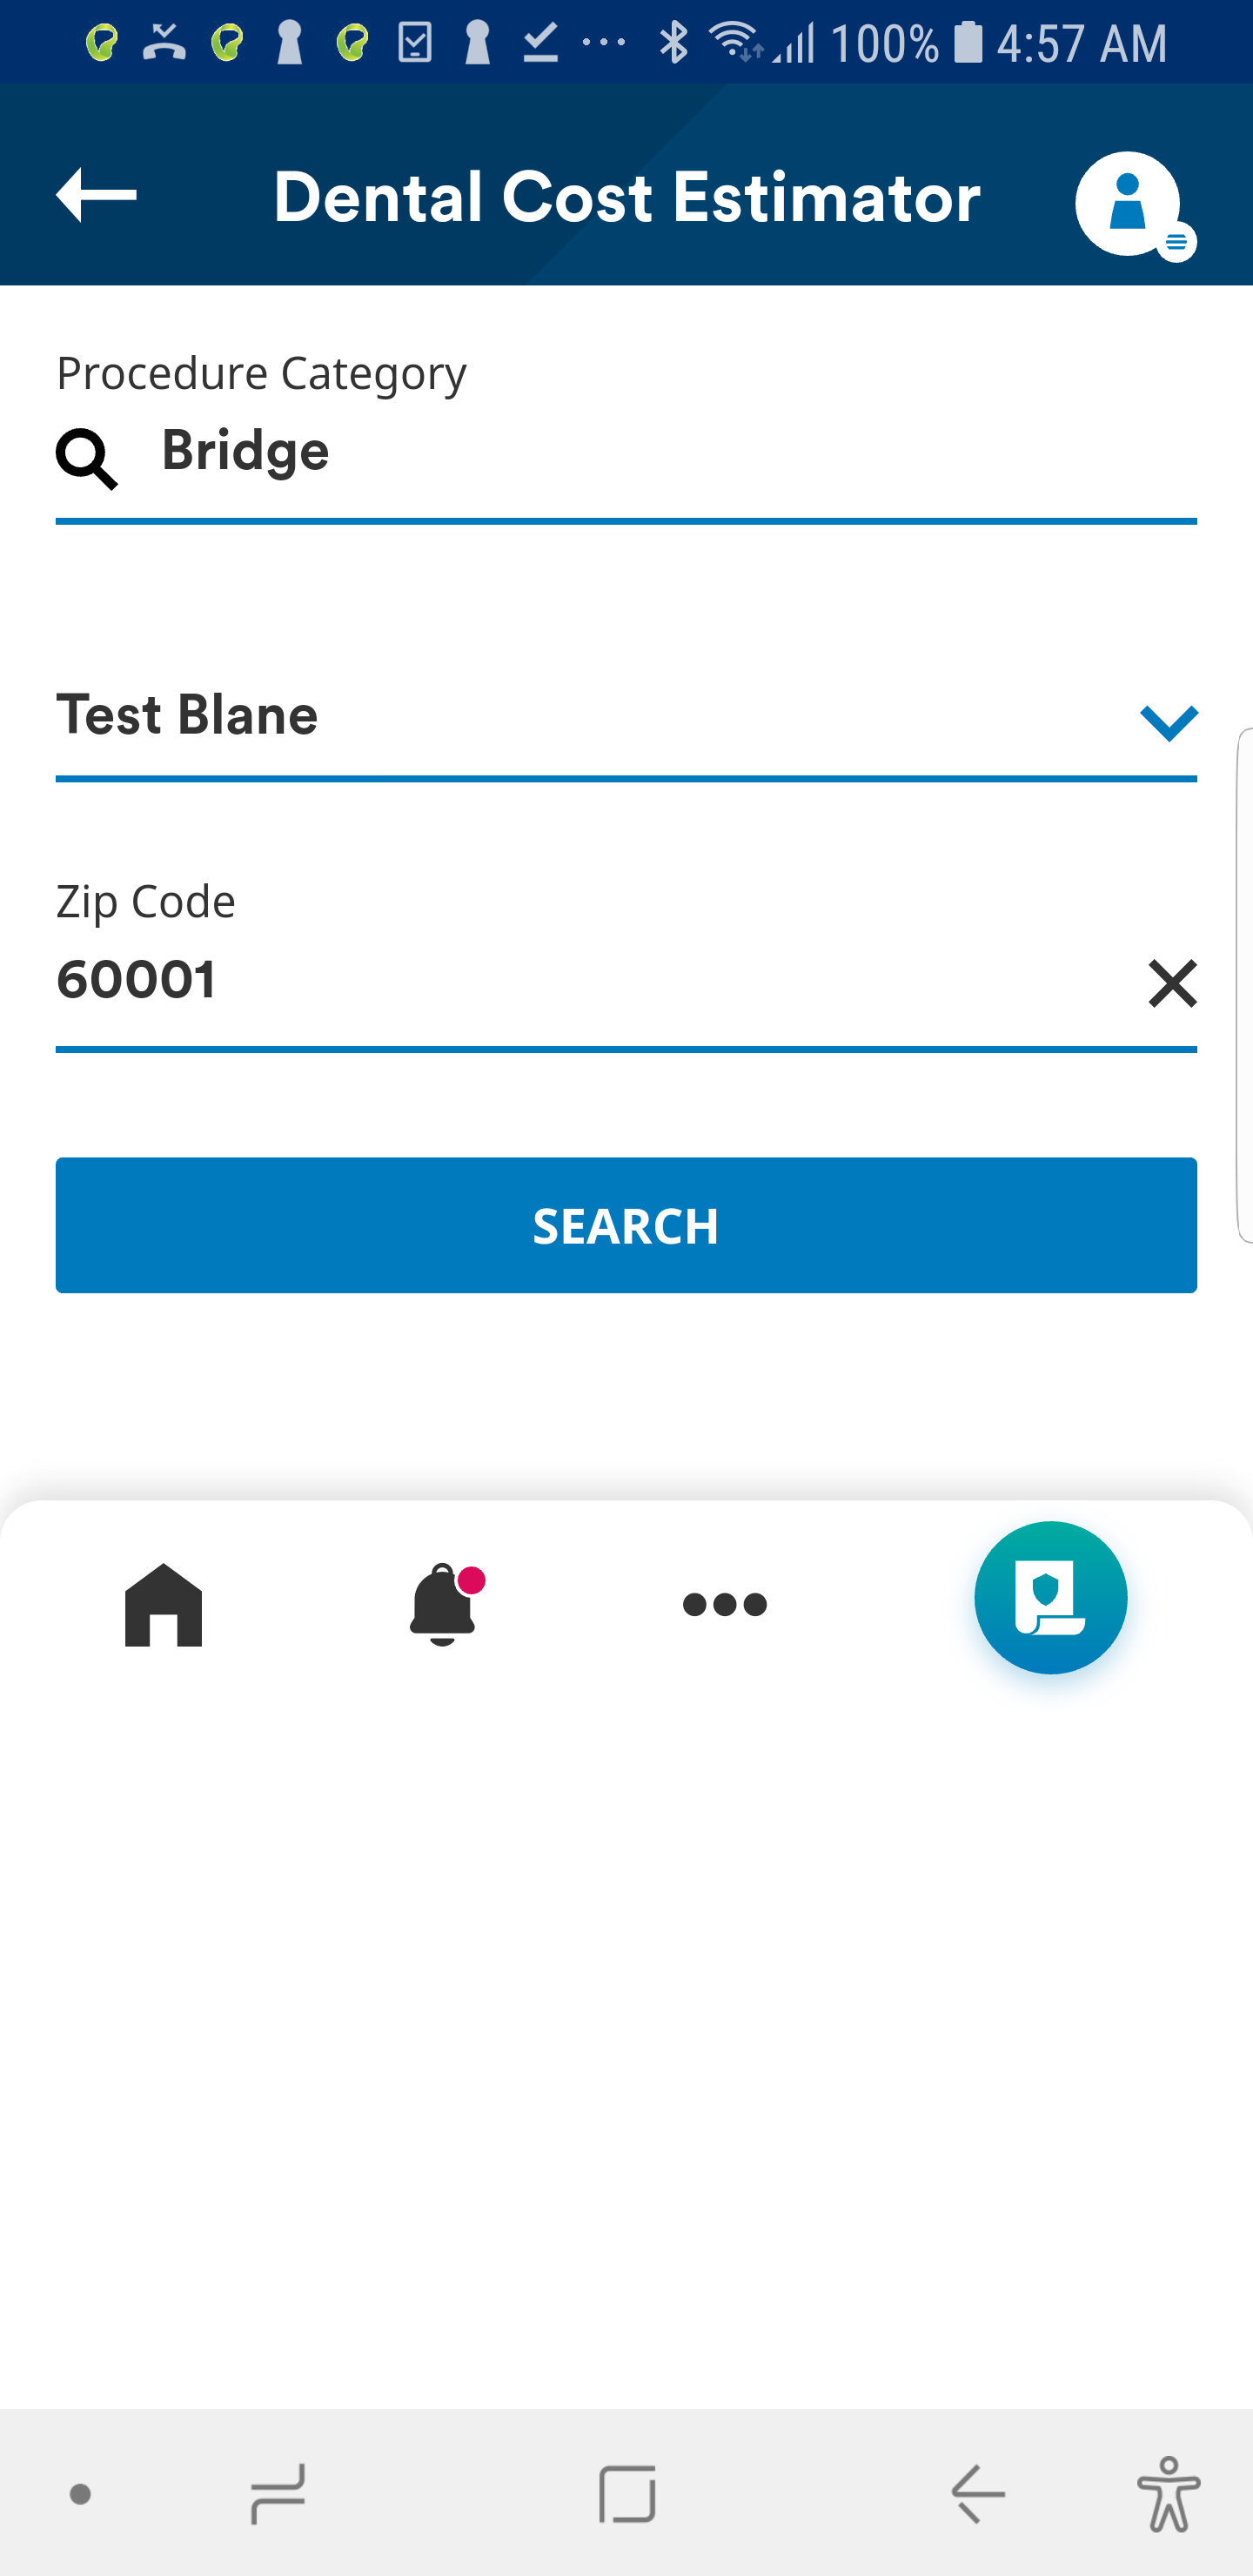 100% 4:57 AM
Dental Cost Estimator
Procedure Category
Bridge
Test Blane
Zip Code
60001
SEARCH